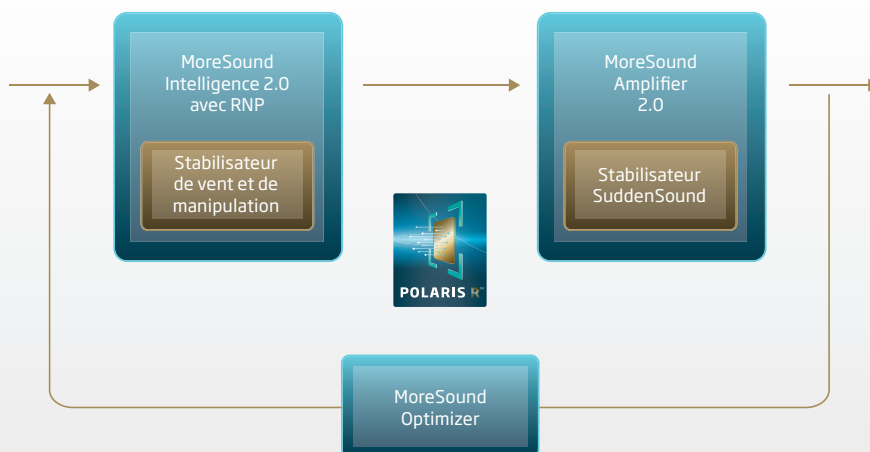 MoreSound
Intelligence 2.0
avec RNP
Stabilisateur
de vent et de
manipulation
MoreSound
Amplifier
2.0
Stabilisateur
SuddenSound
POLARIS R™
MoreSound
Optimizer